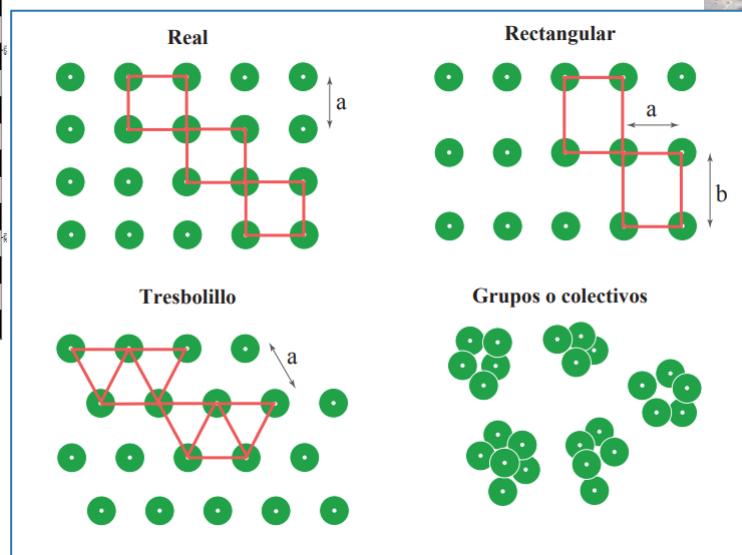 Real
a
Rectangular
a
b
Tresbolillo
a
Grupos o colectivos